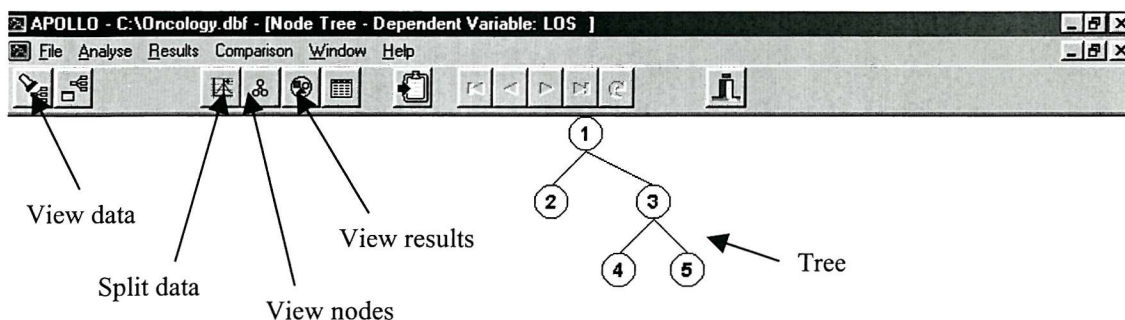 APOLLO - C:\Oncology.dbf - [Node Tree - Dependent Variable: LOS ]
File Analyse Results Comparison Window Help
1
2 3
View data
View results
4 5
Tree
Split data
View nodes